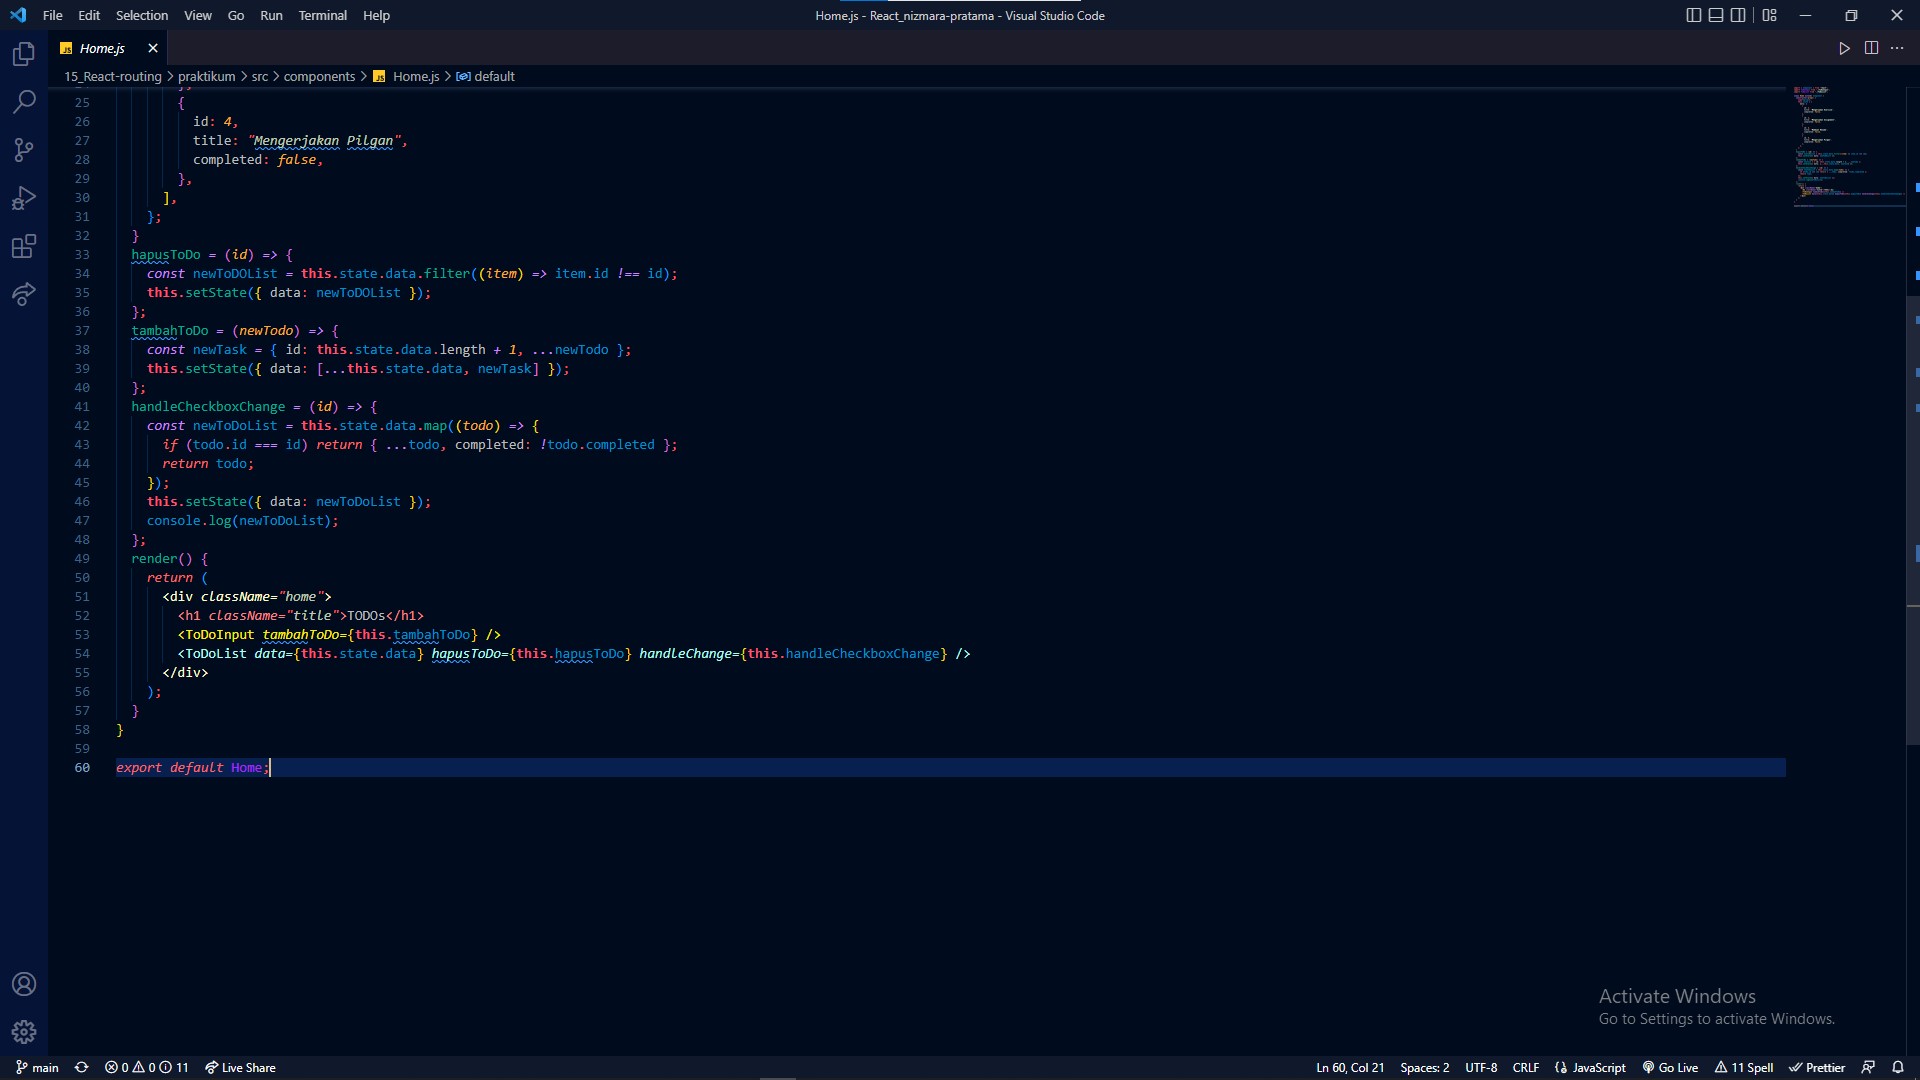 File Edit Selection View Go Run Terminal Help
Home.js - React_nizmara-pratama - Visual Studio Code
JS Home.js
15_React-routing > praktikum > src > components > JS Home.js > default
25 {
26 id: 4,
27 title: "Mengerjakan Pilgan",
28 completed: false,
29 },
30 ],
31 };
32 }
33 hapusToDo = (id) => {
34 const newToDOList = this.state.data.filter((item) => item.id !== id);
35 this.setState({ data: newToDOList });
36 };
37 tambahToDo = (newTodo) => {
38 const newTask = { id: this.state.data.length + 1, ...newTodo };
39 this.setState({ data: [...this.state.data, newTask] });
40 };
41 handleCheckboxChange = (id) => {
42 const newToDoList = this.state.data.map((todo) => {
43 if (todo.id === id) return { ...todo, completed: !todo.completed };
44 return todo;
45 });
46 this.setState({ data: newToDoList });
47 console.log(newToDoList);
48 };
49 render() {
50 return (
51 <div className="home">
52 <h1 className="title">TODOs</h1>
53 <ToDoInput tambahToDo={this.tambahToDo} />
54 <ToDoList data={this.state.data} hapusToDo={this.hapusToDo} handleChange={this.handleCheckboxChange} />
55 </div>
56 );
57 }
58 }
59
60 export default Home;
Activate Windows
Go to Settings to activate Windows.
main 0 0 11 Live Share Ln 60, Col 21 Spaces: 2 UTF-8 CRLF JavaScript Go Live 11 Spell Prettier